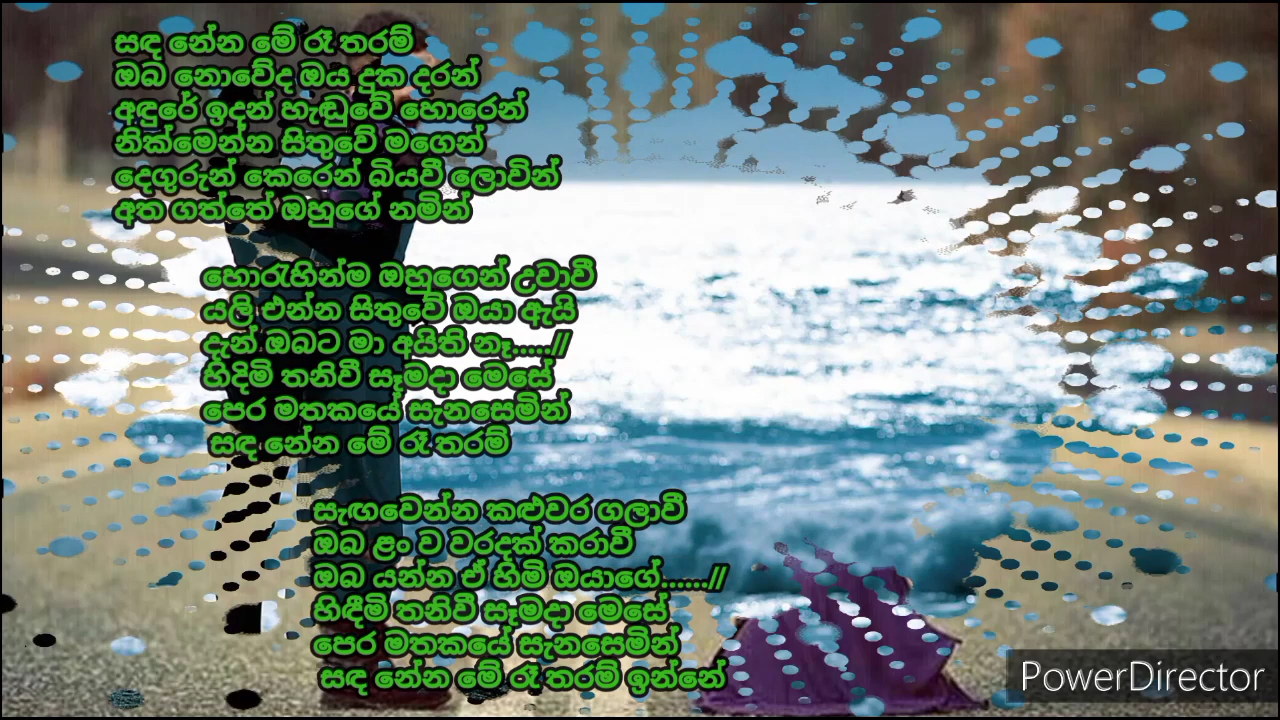 සඳ නේන මේ රෑ තරම්
ඔබ නොවේද ඔය දුක දරන්
අඳුරේ ඉදන් හැඬුවේ හොරෙන්
නික්මෙන්න සිතුවේ මගෙන්
දෙගුරුන් කෙරෙන් බියවී ලොවින්
අත ගත්තේ ඔහුගේ නමින්
හොරැහින්ම ඔහුගෙන් උවාවී
යලි එන්න සිතුවේ ඔයා ඇයි
දැන් ඔබට මා අයිති නෑ.....//
හිදිමි තනිවී සෑමදා මෙසේ
පෙර මතකයේ සැනසෙමින්
සඳ නේන මේ රෑ තරම්
සැඟවෙන්න කළුවර ගලාවී
ඔබ ළං ව වරදක් කරාවී
ඔබ යන්න ඒ හිමි ඔයාගේ......//
හිඳීමි තනිවී සෑමදා මෙසේ
පෙර මතකයේ සැනසෙමින්
සඳ නේන මේ රෑ තරම් ඉන්නේ
PowerDirector